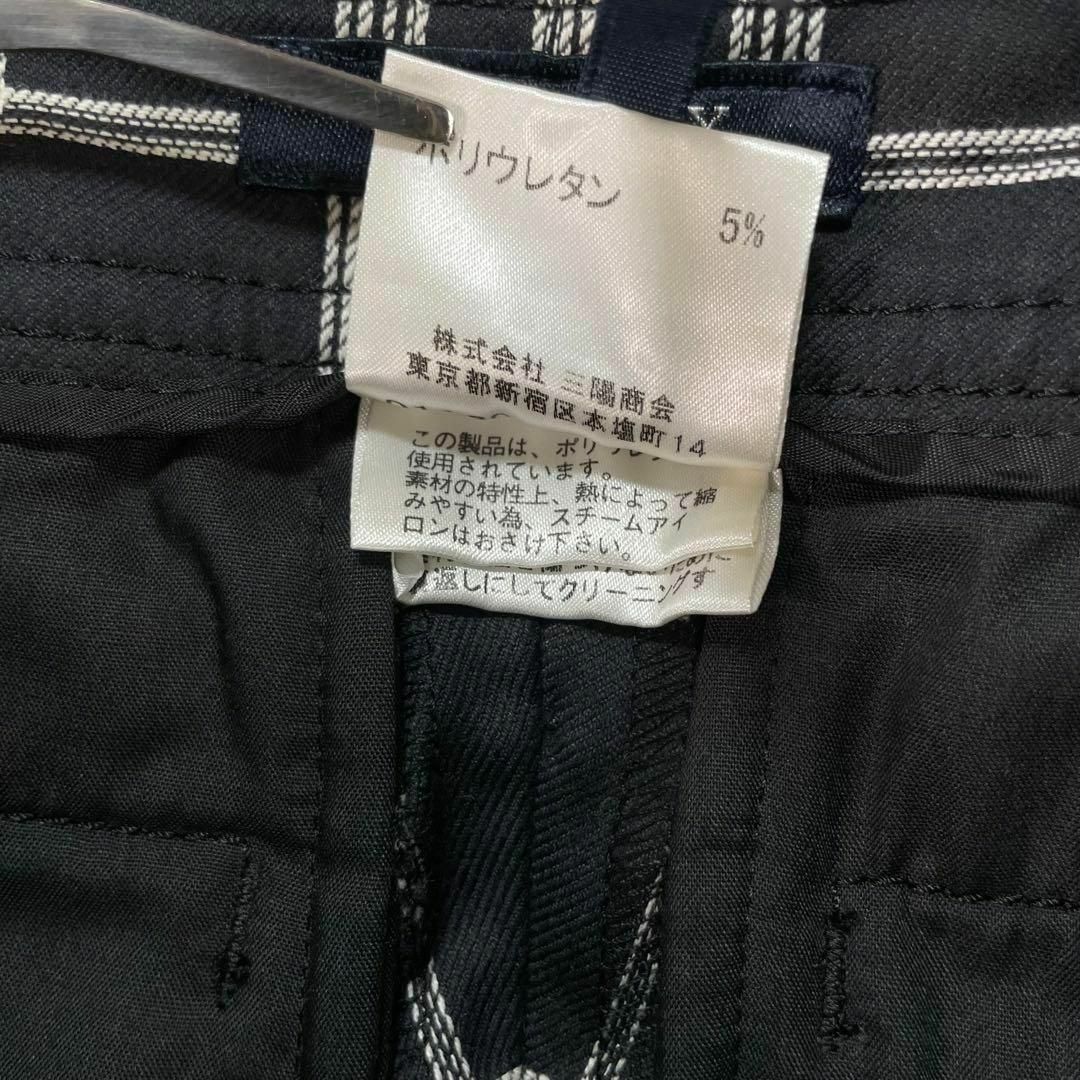 ポリウレタン 5%
株式会社 三陽商会
東京都新宿区本塩町14
この製品は、ポリウレ
使用されています。
素材の特性上、熱によって縮
みやすい為、スチームアイ
ロンはおさけ下さい。
返しにしてクリーニングす